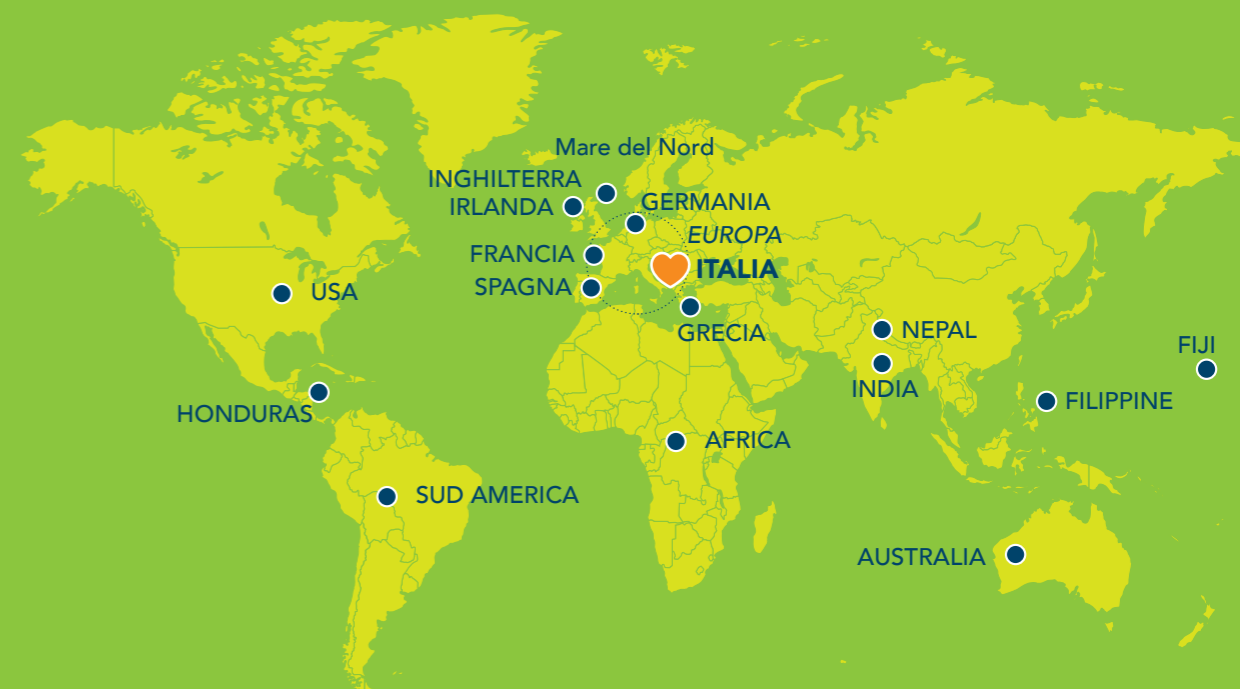 Mare del Nord
INGHILTERRA
IRLANDA
GERMANIA
EUROPA
FRANCIA
ITALIA
SPAGNA
USA
GRECIA
NEPAL
FIJI
INDIA
FILIPPINE
HONDURAS
AFRICA
SUD AMERICA
AUSTRALIA